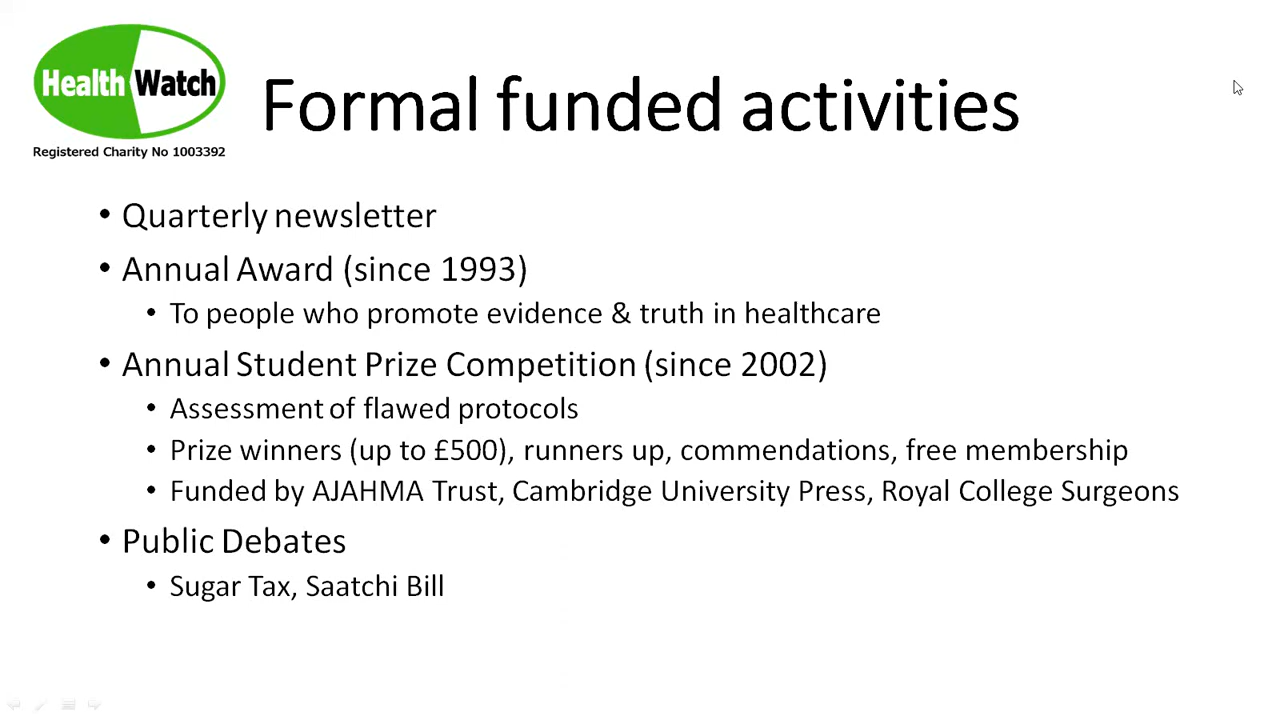 Health Watch
Registered Charity No 1003392
Formal funded activities
• Quarterly newsletter
• Annual Award (since 1993)
• To people who promote evidence & truth in healthcare
• Annual Student Prize Competition (since 2002)
• Assessment of flawed protocols
• Prize winners (up to £500), runners up, commendations, free membership
• Funded by AJAHMA Trust, Cambridge University Press, Royal College Surgeons
• Public Debates
• Sugar Tax, Saatchi Bill